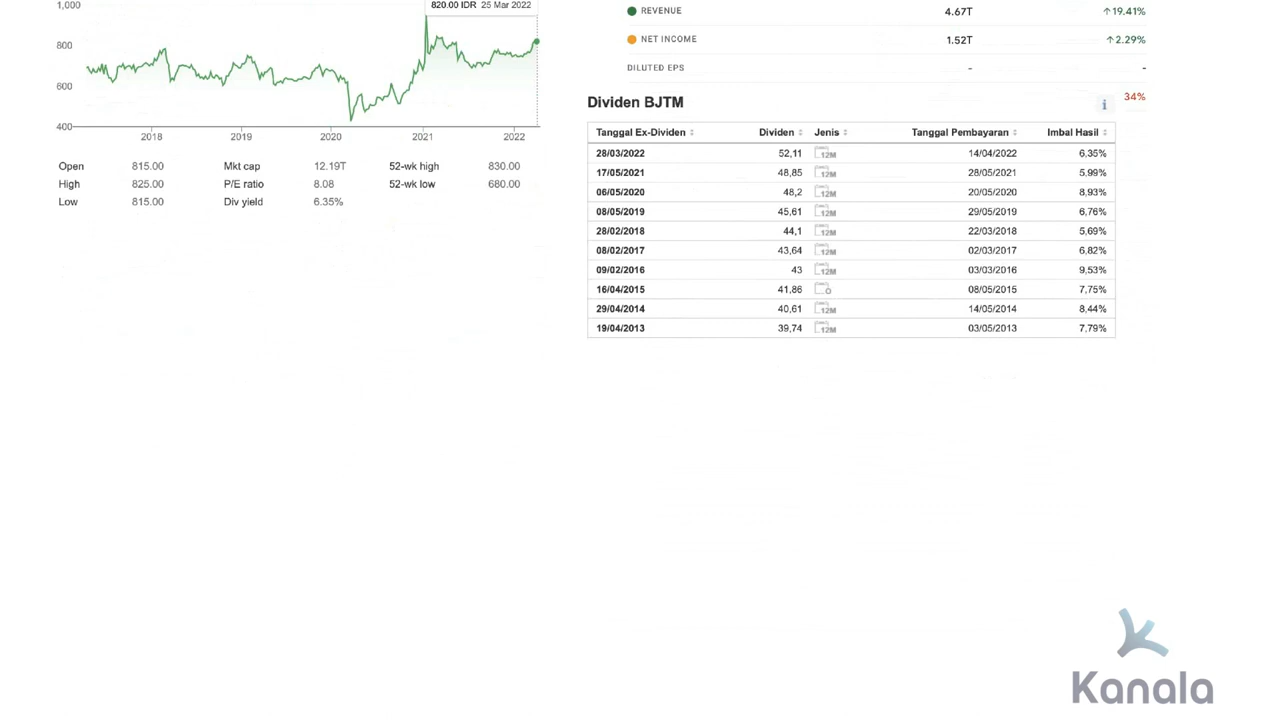 1,000
820.00 IDR 25 Mar 2022
800
600
400
2018 2019 2020 2021 2022
Open 815.00 Mkt cap 12.19T 52-wk high 830.00
High 825.00 P/E ratio 8.08 52-wk low 680.00
Low 815.00 Div yield 6.35%
REVENUE 4.67T ↑19.41%
NET INCOME 1.52T ↑2.29%
DILUTED EPS - -
34%
Dividen BJTM i
Tanggal Ex-Dividen Dividen Jenis Tanggal Pembayaran Imbal Hasil
28/03/2022 52,11 12M 14/04/2022 6,35%
17/05/2021 48,85 12M 28/05/2021 5,99%
06/05/2020 48,2 12M 20/05/2020 8,93%
08/05/2019 45,61 12M 29/05/2019 6,76%
28/02/2018 44,1 12M 22/03/2018 5,69%
08/02/2017 43,64 12M 02/03/2017 6,82%
09/02/2016 43 12M 03/03/2016 9,53%
16/04/2015 41,86 08/05/2015 7,75%
29/04/2014 40,61 12M 14/05/2014 8,44%
19/04/2013 39,74 12M 03/05/2013 7,79%
Kanala